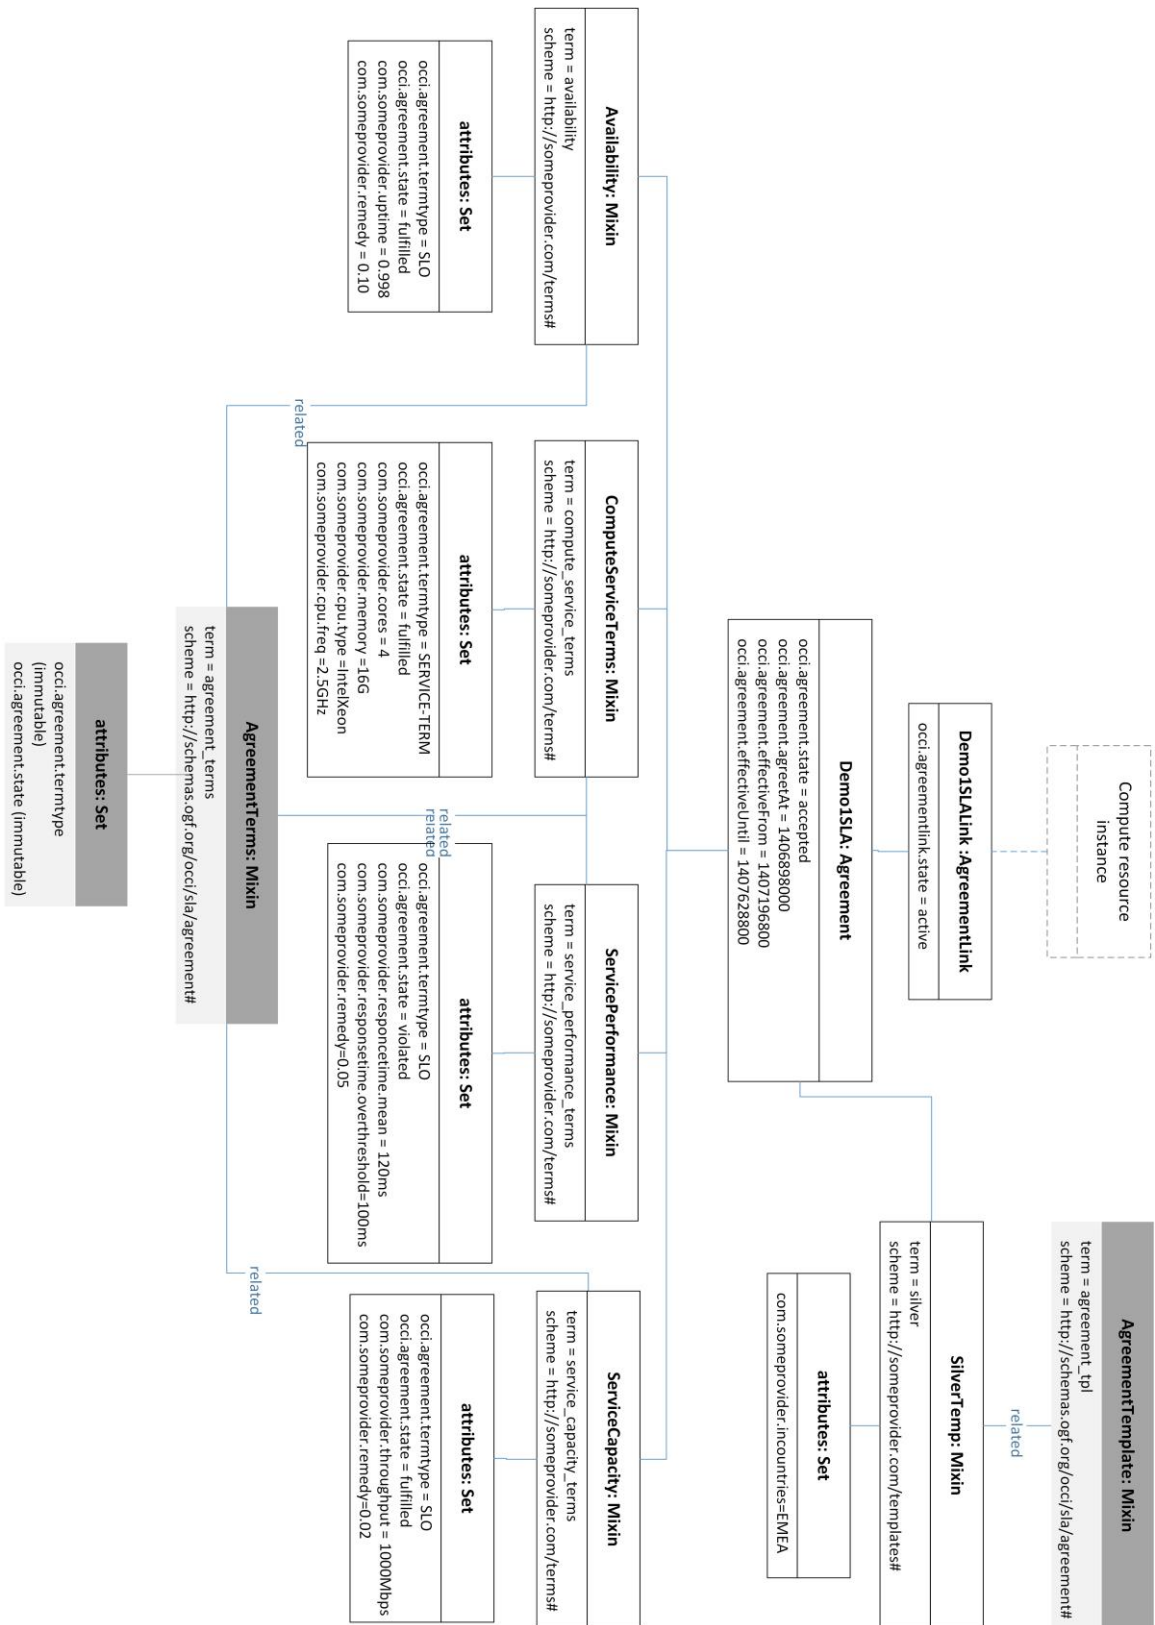 Compute resource
instance
AgreementTemplate: Mixin
term = agreement_tpl
scheme = http://schemas.ogf.org/occi/sla/agreement#
related
Demo1SLALink :AgreementLink
occi.agreementlink.state = active
SilverTemp: Mixin
term = silver
scheme = http://someprovider.com/templates#
Demo1SLA: Agreement
occi.agreement.state = accepted
occi.agreement.agreetAt = 1406898000
occi.agreement.effectiveFrom = 1407196800
occi.agreement.effectiveUntil = 1407628800
attributes: Set
com.someprovider.incountries=EMEA
Availability: Mixin
term = availability
scheme = http://someprovider.com/terms#
ComputeServiceTerms: Mixin
term = compute_service_terms
scheme = http://someprovider.com/terms#
ServicePerformance: Mixin
term = service_performance_terms
scheme = http://someprovider.com/terms#
ServiceCapacity: Mixin
term = service_capacity_terms
scheme = http://someprovider.com/terms#
attributes: Set
occi.agreement.termtype = SLO
occi.agreement.state = fulfilled
com.someprovider.uptime = 0.998
com.someprovider.remedy = 0.10
attributes: Set
occi.agreement.termtype = SERVICE-TERM
occi.agreement.state = fulfilled
com.someprovider.cores = 4
com.someprovider.memory =16G
com.someprovider.cpu.type =IntelXeon
com.someprovider.cpu.freq =2.5GHz
attributes: Set
occi.agreement.termtype = SLO
occi.agreement.state = violated
com.someprovider.responcetime.mean = 120ms
com.someprovider.responsetime.overthreshold=100ms
com.someprovider.remedy=0.05
attributes: Set
occi.agreement.termtype = SLO
occi.agreement.state = fulfilled
com.someprovider.throughput = 1000Mbps
com.someprovider.remedy=0.02
related
related
related
related
AgreementTerms: Mixin
term = agreement_terms
scheme = http://schemas.ogf.org/occi/sla/agreement#
attributes: Set
occi.agreement.termtype
(immutable)
occi.agreement.state (immutable)